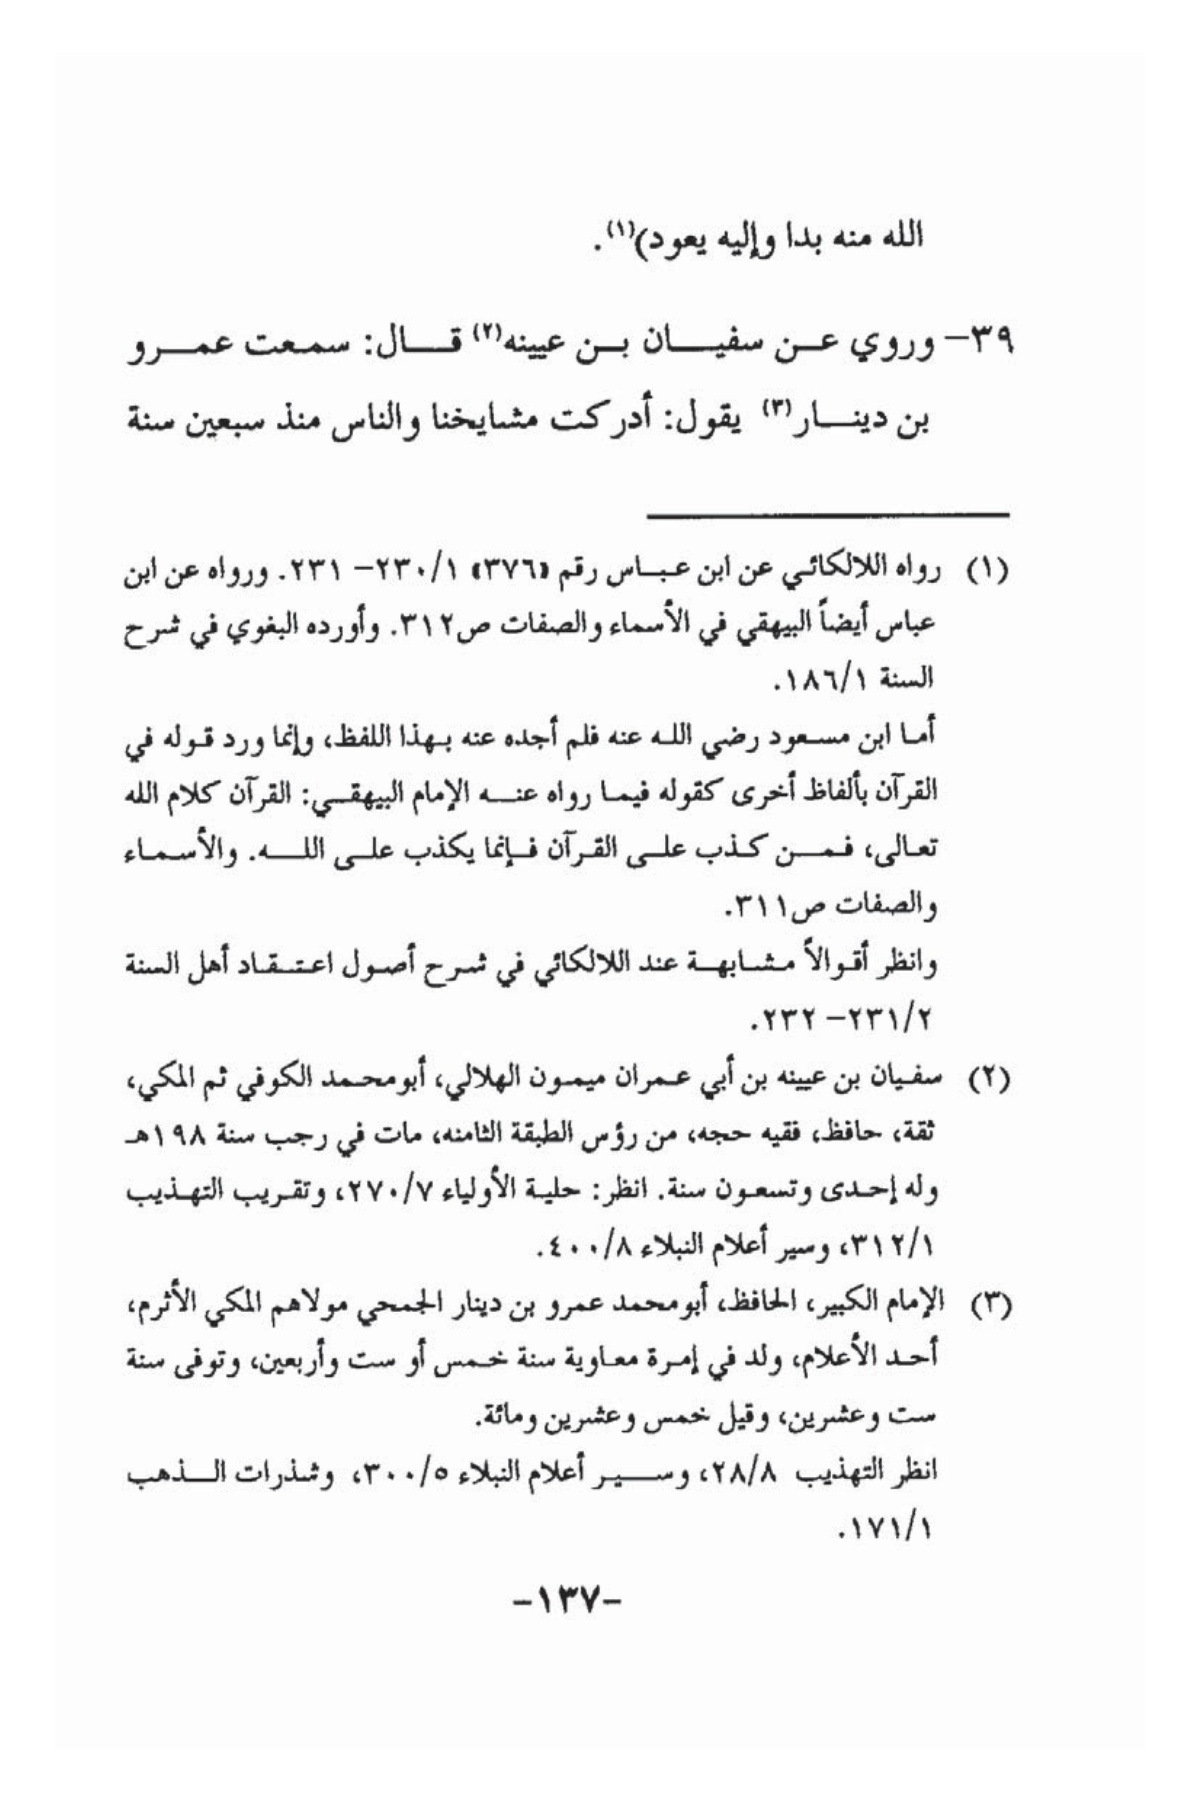 الله منه بدا وإليه يعود)(١).
٣٩- وروي عن سفيان بن عيينه(٢) قال: سمعت عمرو
بن دينار(٣) يقول: أدركت مشايخنا والناس منذ سبعين سنة
(١) رواه اللالكائي عن ابن عباس رقم «٣٧٦» ٢٣٠/١- ٢٣١. ورواه عن ابن
عباس أيضاً البيهقي في الأسماء والصفات ص٣١٢. وأورده البغوي في شرح
السنة ١٨٦/١.
أما ابن مسعود رضي الله عنه فلم أجده عنه بهذا اللفظ، وإنما ورد قوله في
القرآن بألفاظ أخرى كقوله فيما رواه عنه الإمام البيهقي: القرآن كلام الله
تعالى، فمن كذب على القرآن فإنما يكذب على الله. والأسماء
والصفات ص٣١١.
وانظر أقوالاً مشابهة عند اللالكائي في شرح أصول اعتقاد أهل السنة
٢٣١/٢- ٢٣٢.
(٢) سفيان بن عيينه بن أبي عمران ميمون الهلالي، أبومحمد الكوفي ثم المكي،
ثقة، حافظ، فقيه حجه، من رؤس الطبقة الثامنه، مات في رجب سنة ١٩٨هـ
وله إحدى وتسعون سنة. انظر: حلية الأولياء ٢٧٠/٧، وتقريب التهذيب
٣١٢/١، وسير أعلام النبلاء ٤٠٠/٨.
(٣) الإمام الكبير، الحافظ، أبومحمد عمرو بن دينار الجمحي مولاهم المكي الأثرم،
أحد الأعلام، ولد في إمرة معاوية سنة خمس أو ست وأربعين، وتوفى سنة
ست وعشرين، وقيل خمس وعشرين ومائة.
انظر التهذيب ٢٨/٨، وسير أعلام النبلاء ٣٠٠/٥، وشذرات الذهب
١٧١/١.
-١٣٧-